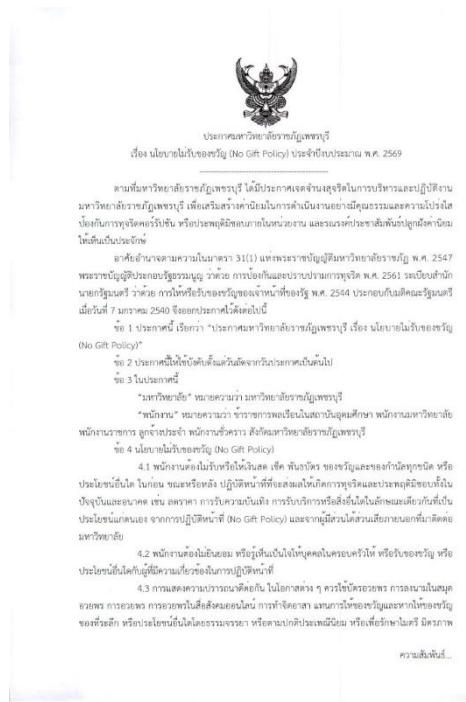 ประกาศมหาวิทยาลัยราชภัฏเพชรบุรี
เรื่อง นโยบายไม่รับของขวัญ (No Gift Policy) ประจำปีงบประมาณ พ.ศ. 2569
ตามที่มหาวิทยาลัยราชภัฏเพชรบุรี ได้มีประกาศเจตจำนงสุจริตในการบริหารและปฏิบัติงาน
มหาวิทยาลัยราชภัฏเพชรบุรี เพื่อเสริมสร้างค่านิยมในการดำเนินงานอย่างมีคุณธรรมและความโปร่งใส
ป้องกันการทุจริตคอร์รัปชัน หรือประพฤติมิชอบภายในหน่วยงาน และรณรงค์ประชาสัมพันธ์ปลูกฝังค่านิยม
ให้เห็นเป็นประจักษ์
อาศัยอำนาจตามความในมาตรา 31(1) แห่งพระราชบัญญัติมหาวิทยาลัยราชภัฏ พ.ศ. 2547
พระราชบัญญัติประกอบรัฐธรรมนูญ ว่าด้วย การป้องกันและปราบปรามการทุจริต พ.ศ. 2561 ระเบียบสำนัก
นายกรัฐมนตรี ว่าด้วย การให้หรือรับของขวัญของเจ้าหน้าที่ของรัฐ พ.ศ. 2544 ประกอบกับมติคณะรัฐมนตรี
เมื่อวันที่ 7 มกราคม 2540 จึงออกประกาศไว้ดังต่อไปนี้
ข้อ 1 ประกาศนี้ เรียกว่า "ประกาศมหาวิทยาลัยราชภัฏเพชรบุรี เรื่อง นโยบายไม่รับของขวัญ
(No Gift Policy)"
ข้อ 2 ประกาศนี้ให้ใช้บังคับตั้งแต่วันถัดจากวันประกาศเป็นต้นไป
ข้อ 3 ในประกาศนี้
"มหาวิทยาลัย" หมายความว่า มหาวิทยาลัยราชภัฏเพชรบุรี
"พนักงาน" หมายความว่า ข้าราชการพลเรือนในสถาบันอุดมศึกษา พนักงานมหาวิทยาลัย
พนักงานราชการ ลูกจ้างประจำ พนักงานชั่วคราว สังกัดมหาวิทยาลัยราชภัฏเพชรบุรี
ข้อ 4 นโยบายไม่รับของขวัญ (No Gift Policy)
4.1 พนักงานต้องไม่รับหรือให้เงินสด เช็ค พันธบัตร ของขวัญและของกำนัลทุกชนิด หรือ
ประโยชน์อื่นใด ในก่อน ขณะหรือหลัง ปฏิบัติหน้าที่ที่จะส่งผลให้เกิดการทุจริตและประพฤติมิชอบทั้งใน
ปัจจุบันและอนาคต เช่น ลดราคา การรับความบันเทิง การรับบริการหรือสิ่งอื่นใดในลักษณะเดียวกันที่เป็น
ประโยชน์แก่ตนเอง จากการปฏิบัติหน้าที่ (No Gift Policy) และจากผู้มีส่วนได้ส่วนเสียภายนอกที่มาติดต่อ
มหาวิทยาลัย
4.2 พนักงานต้องไม่ยินยอม หรือรู้เห็นเป็นใจให้บุคคลในครอบครัวให้ หรือรับของขวัญ หรือ
ประโยชน์อื่นใดกับผู้ที่มีความเกี่ยวข้องในการปฏิบัติหน้าที่
4.3 การแสดงความปรารถนาดีต่อกัน ในโอกาสต่าง ๆ ควรใช้บัตรอวยพร การลงนามในสมุด
อวยพร การอวยพร การอวยพรในสื่อสังคมออนไลน์ การทำจิตอาสา แทนการให้ของขวัญและหากให้ของขวัญ
ของที่ระลึก หรือประโยชน์อื่นใดโดยธรรมจรรยา หรือตามปกติประเพณีนิยม หรือเพื่อรักษาไมตรี มิตรภาพ
ความสัมพันธ์...